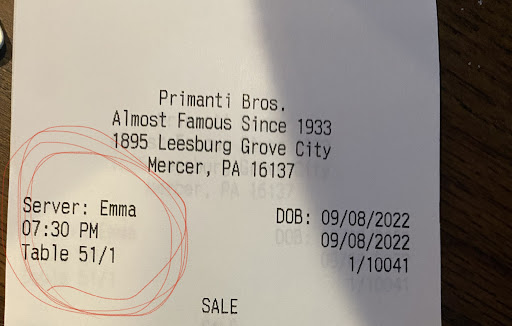 Primanti Bros.
Almost Famous Since 1933
1895 Leesburg Grove City
Mercer, PA 16137
Server: Emma
DOB: 09/08/2022
07:30 PM
09/08/2022
Table 51/1
1/10041
SALE